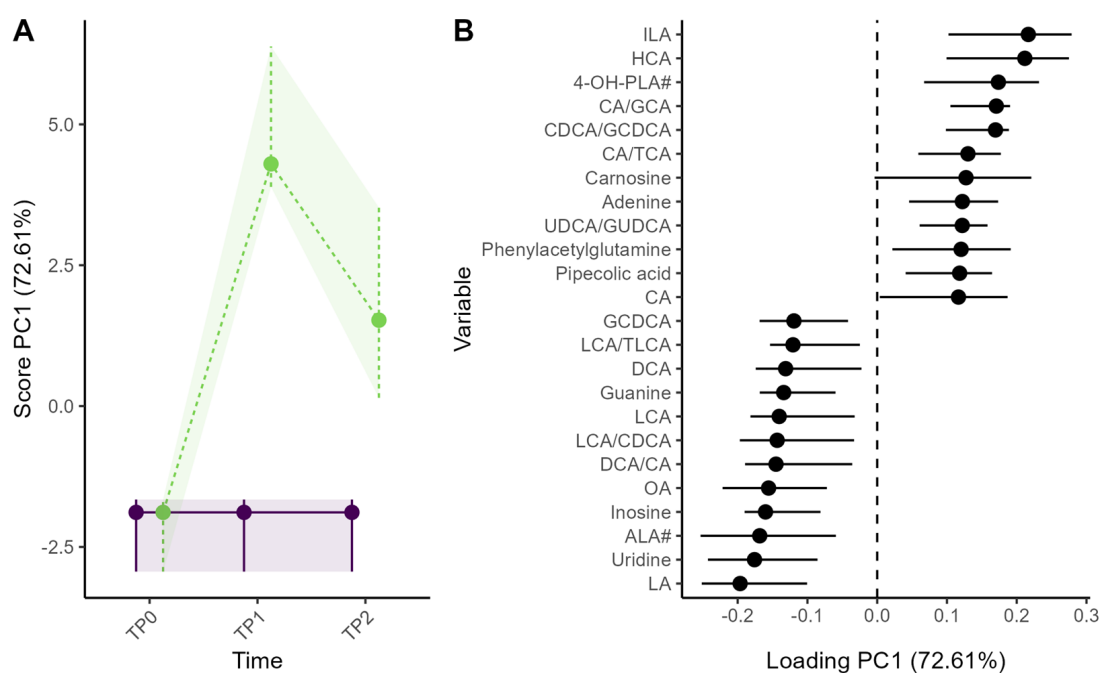 A
Score PC1 (72.61%)
5.0
2.5
0.0
-2.5
TP0
TP1
TP2
Time
B
Variable
ILA
HCA
4-OH-PLA#
CA/GCA
CDCA/GCDCA
CA/TCA
Carnosine
Adenine
UDCA/GUDCA
Phenylacetylglutamine
Pipecolic acid
CA
GCDCA
LCA/TLCA
DCA
Guanine
LCA
LCA/CDCA
DCA/CA
OA
Inosine
ALA#
Uridine
LA
-0.2
-0.1
0.0
0.1
0.2
0.3
Loading PC1 (72.61%)